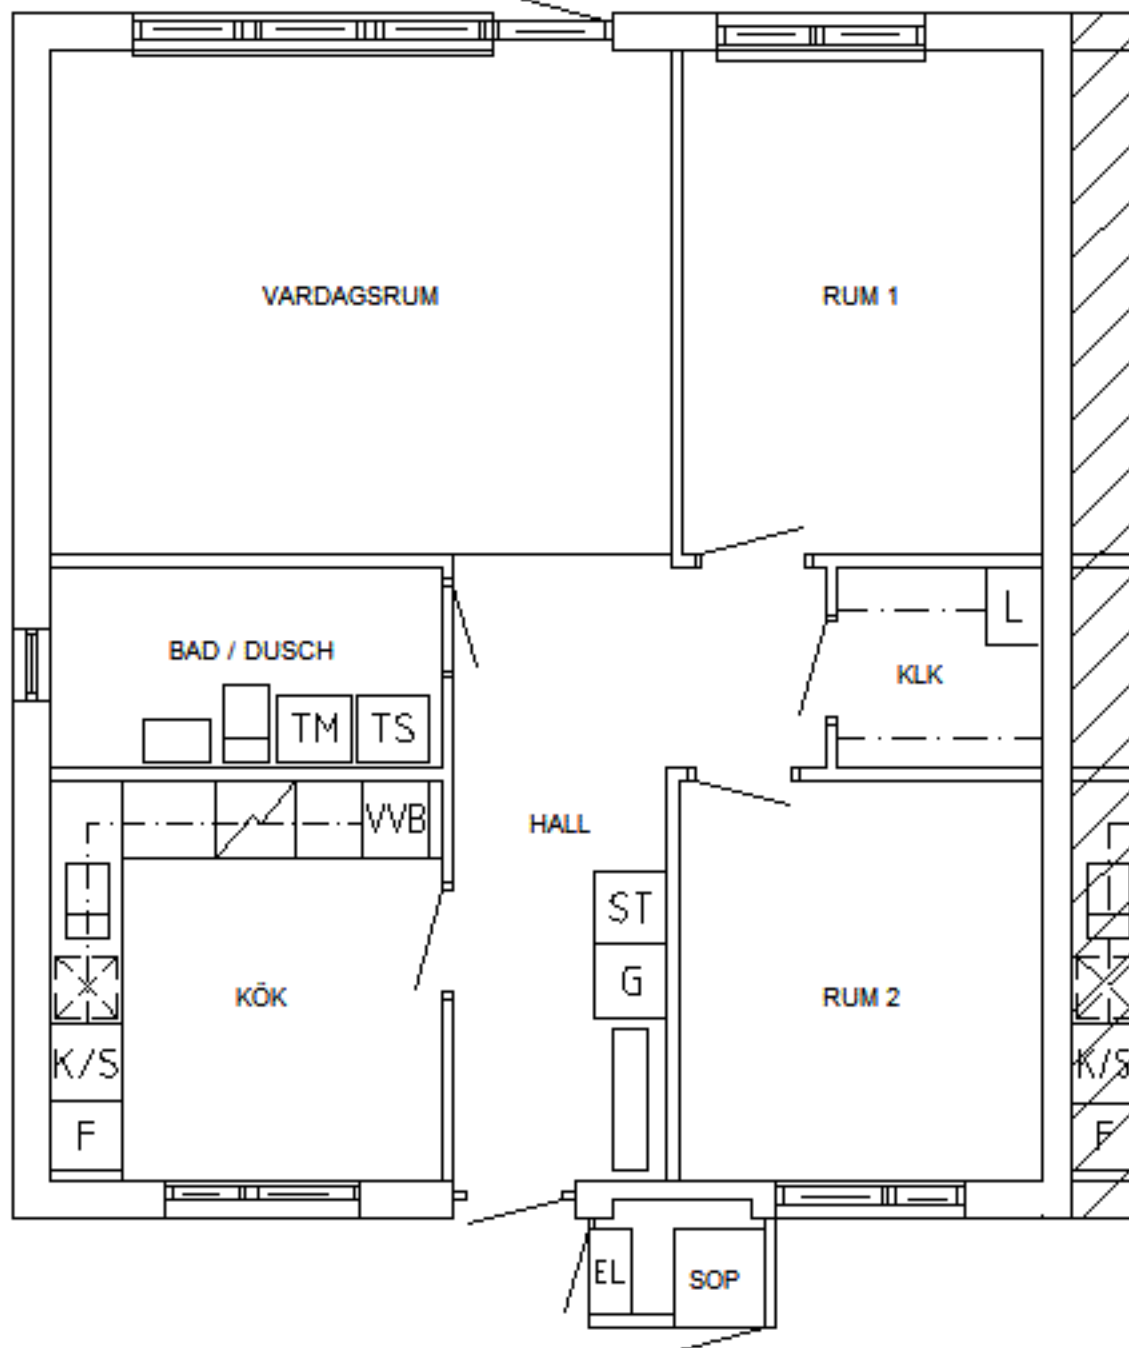 VARDAGSRUM
RUM 1
BAD / DUSCH
TM
TS
L
KLK
VVB
HALL
ST
G
KÖK
RUM 2
K/S
F
K/S
F
EL
SOP